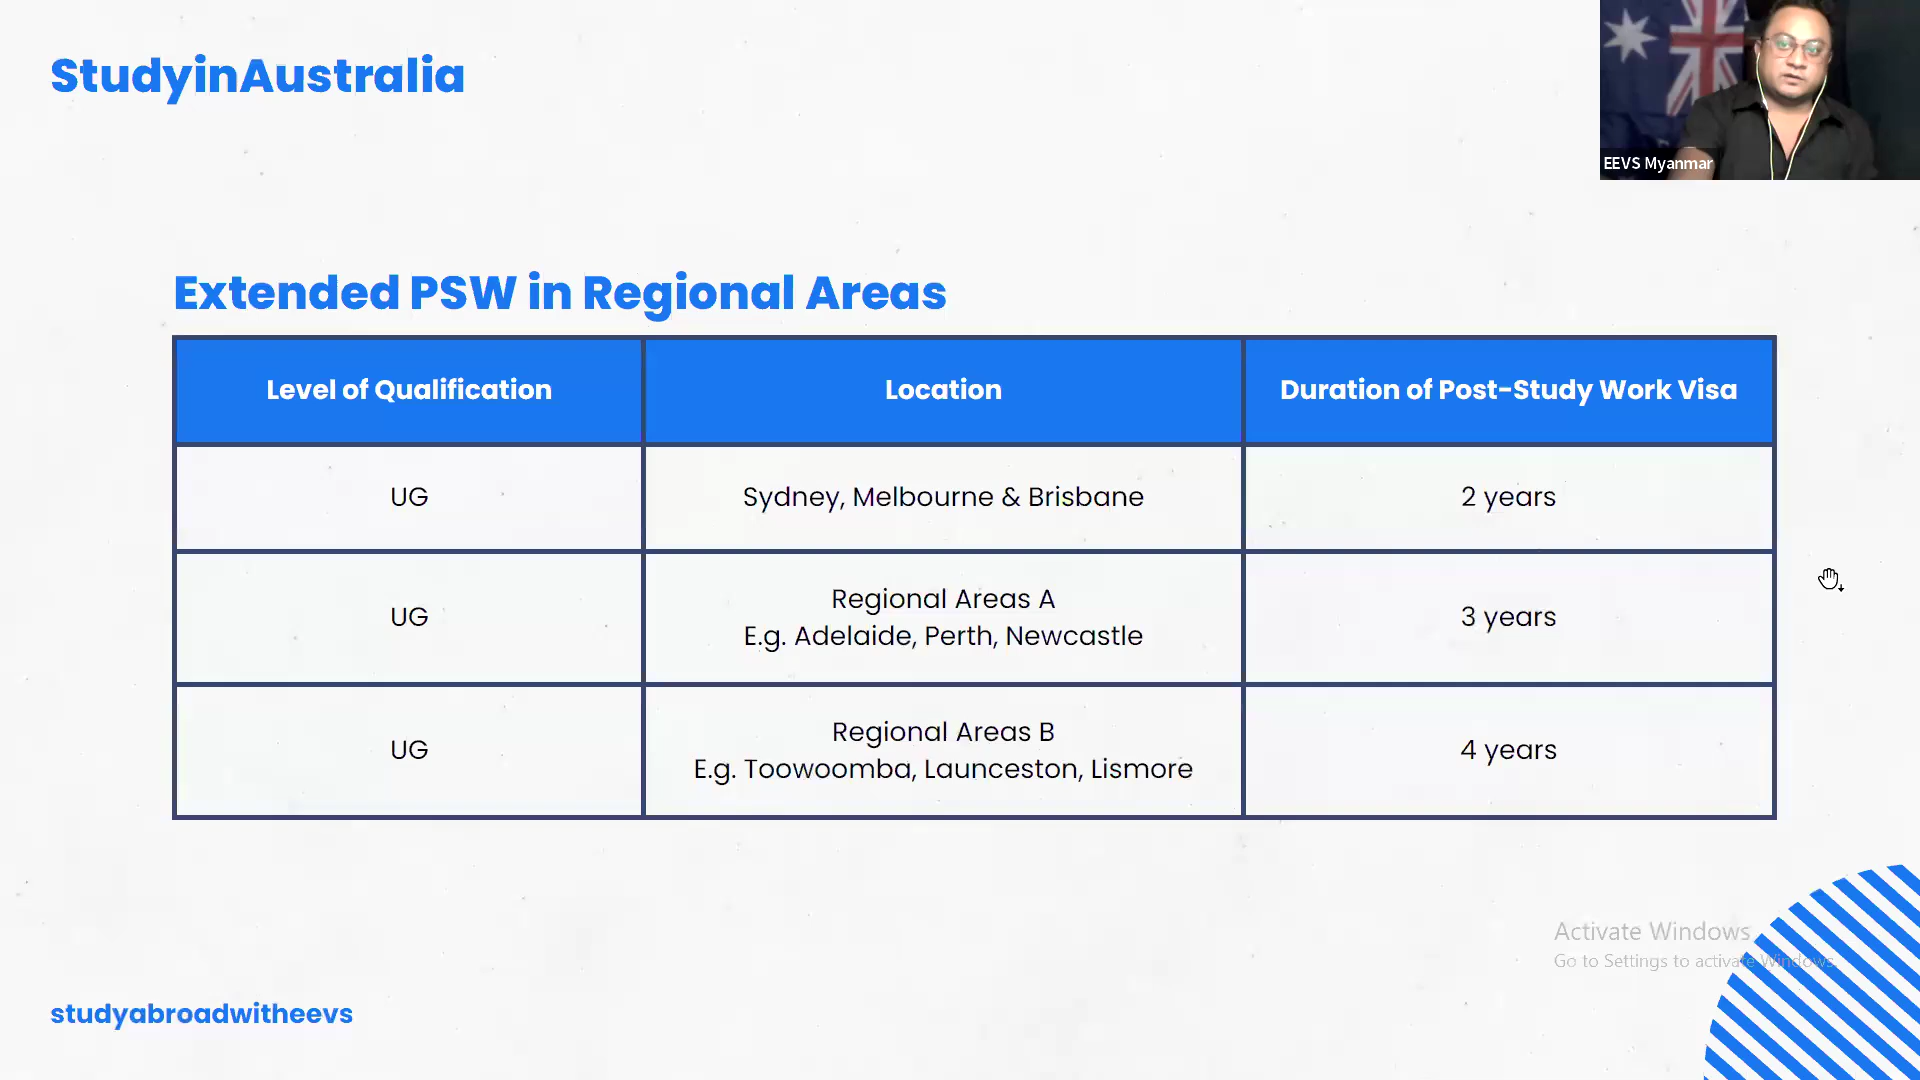 StudyinAustralia
EEVS Myanmar
Extended PSW in Regional Areas
Level of Qualification
Location
Duration of Post-Study Work Visa
UG
Sydney, Melbourne & Brisbane
2 years
UG
Regional Areas A
E.g. Adelaide, Perth, Newcastle
3 years
UG
Regional Areas B
E.g. Toowoomba, Launceston, Lismore
4 years
Activate Windows
Go to Settings to activate Windows.
studyabroadwitheevs